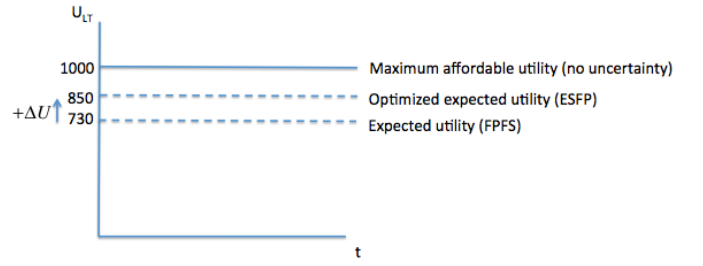 U_LT
1000
Maximum affordable utility (no uncertainty)
850
Optimized expected utility (ESFP)
+ΔU
730
Expected utility (FPFS)
t